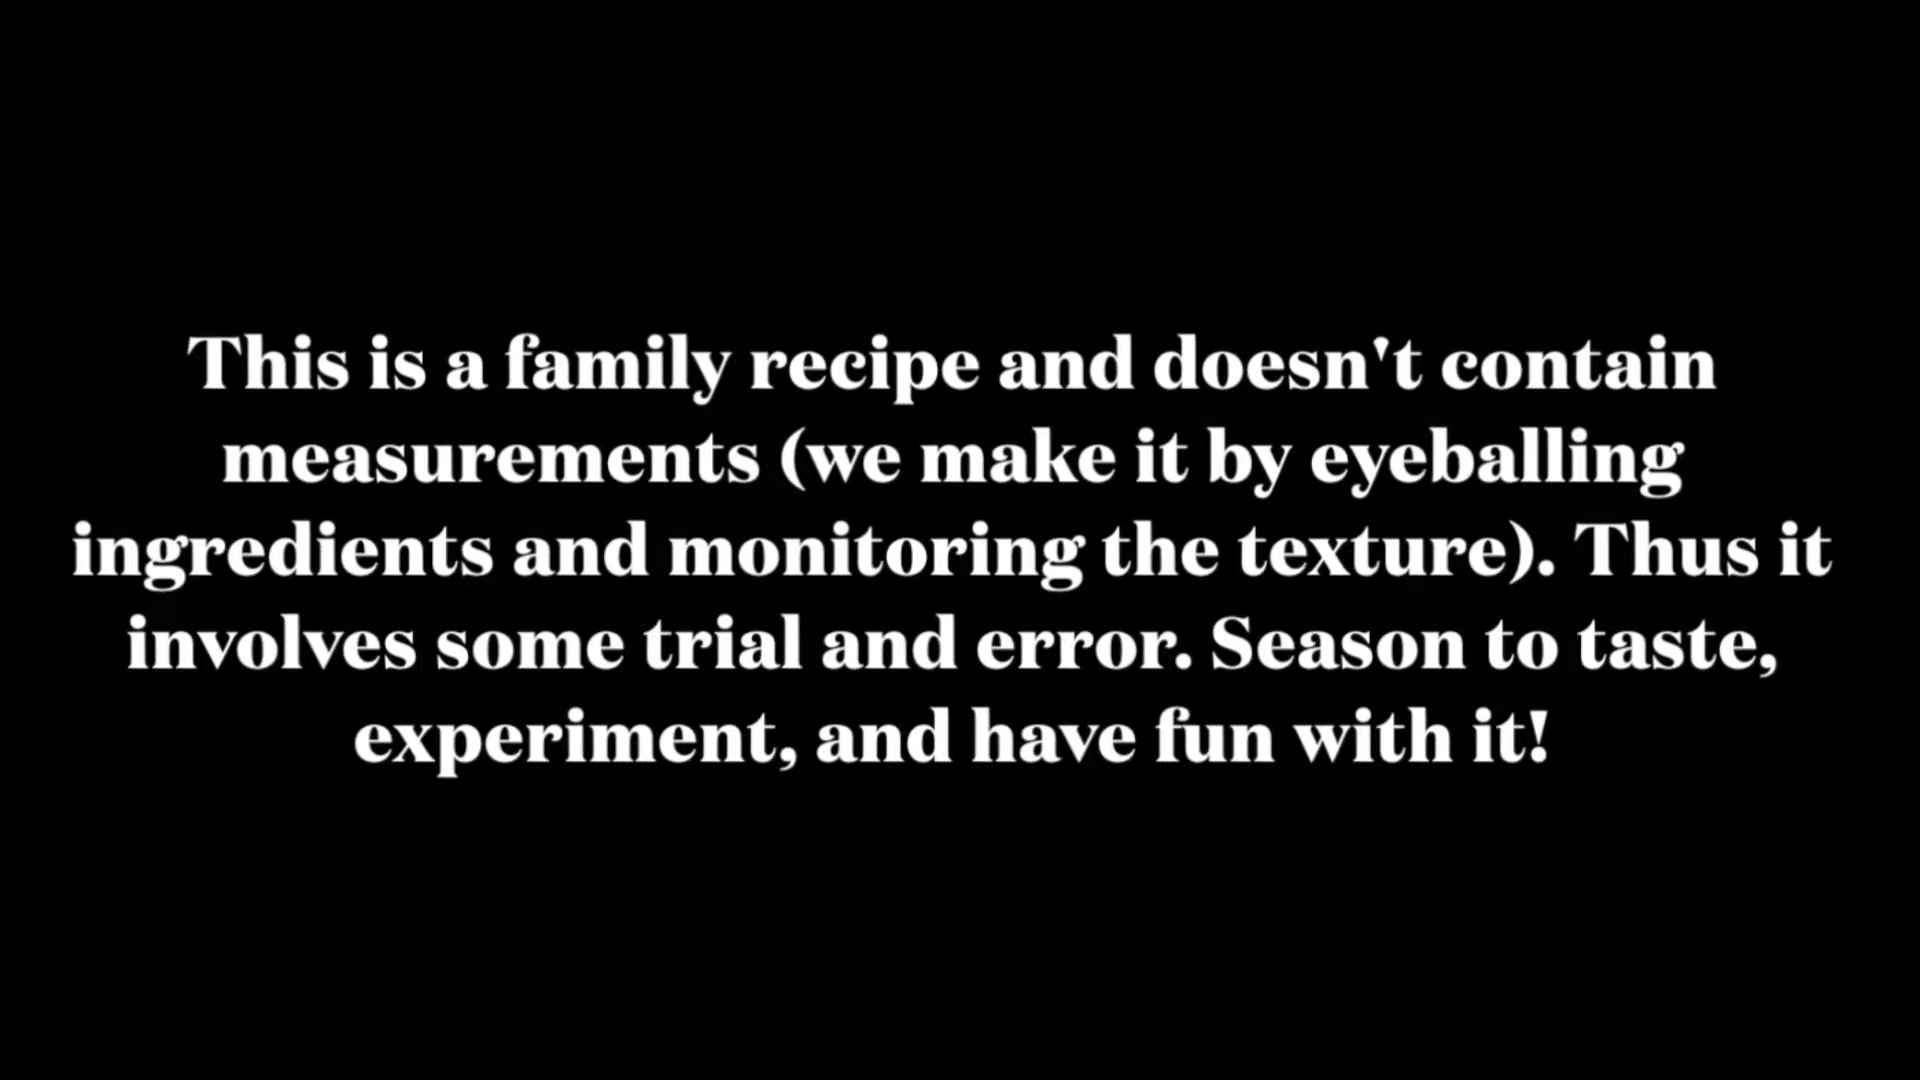 This is a family recipe and doesn't contain
measurements (we make it by eyeballing
ingredients and monitoring the texture). Thus it
involves some trial and error. Season to taste,
experiment, and have fun with it!